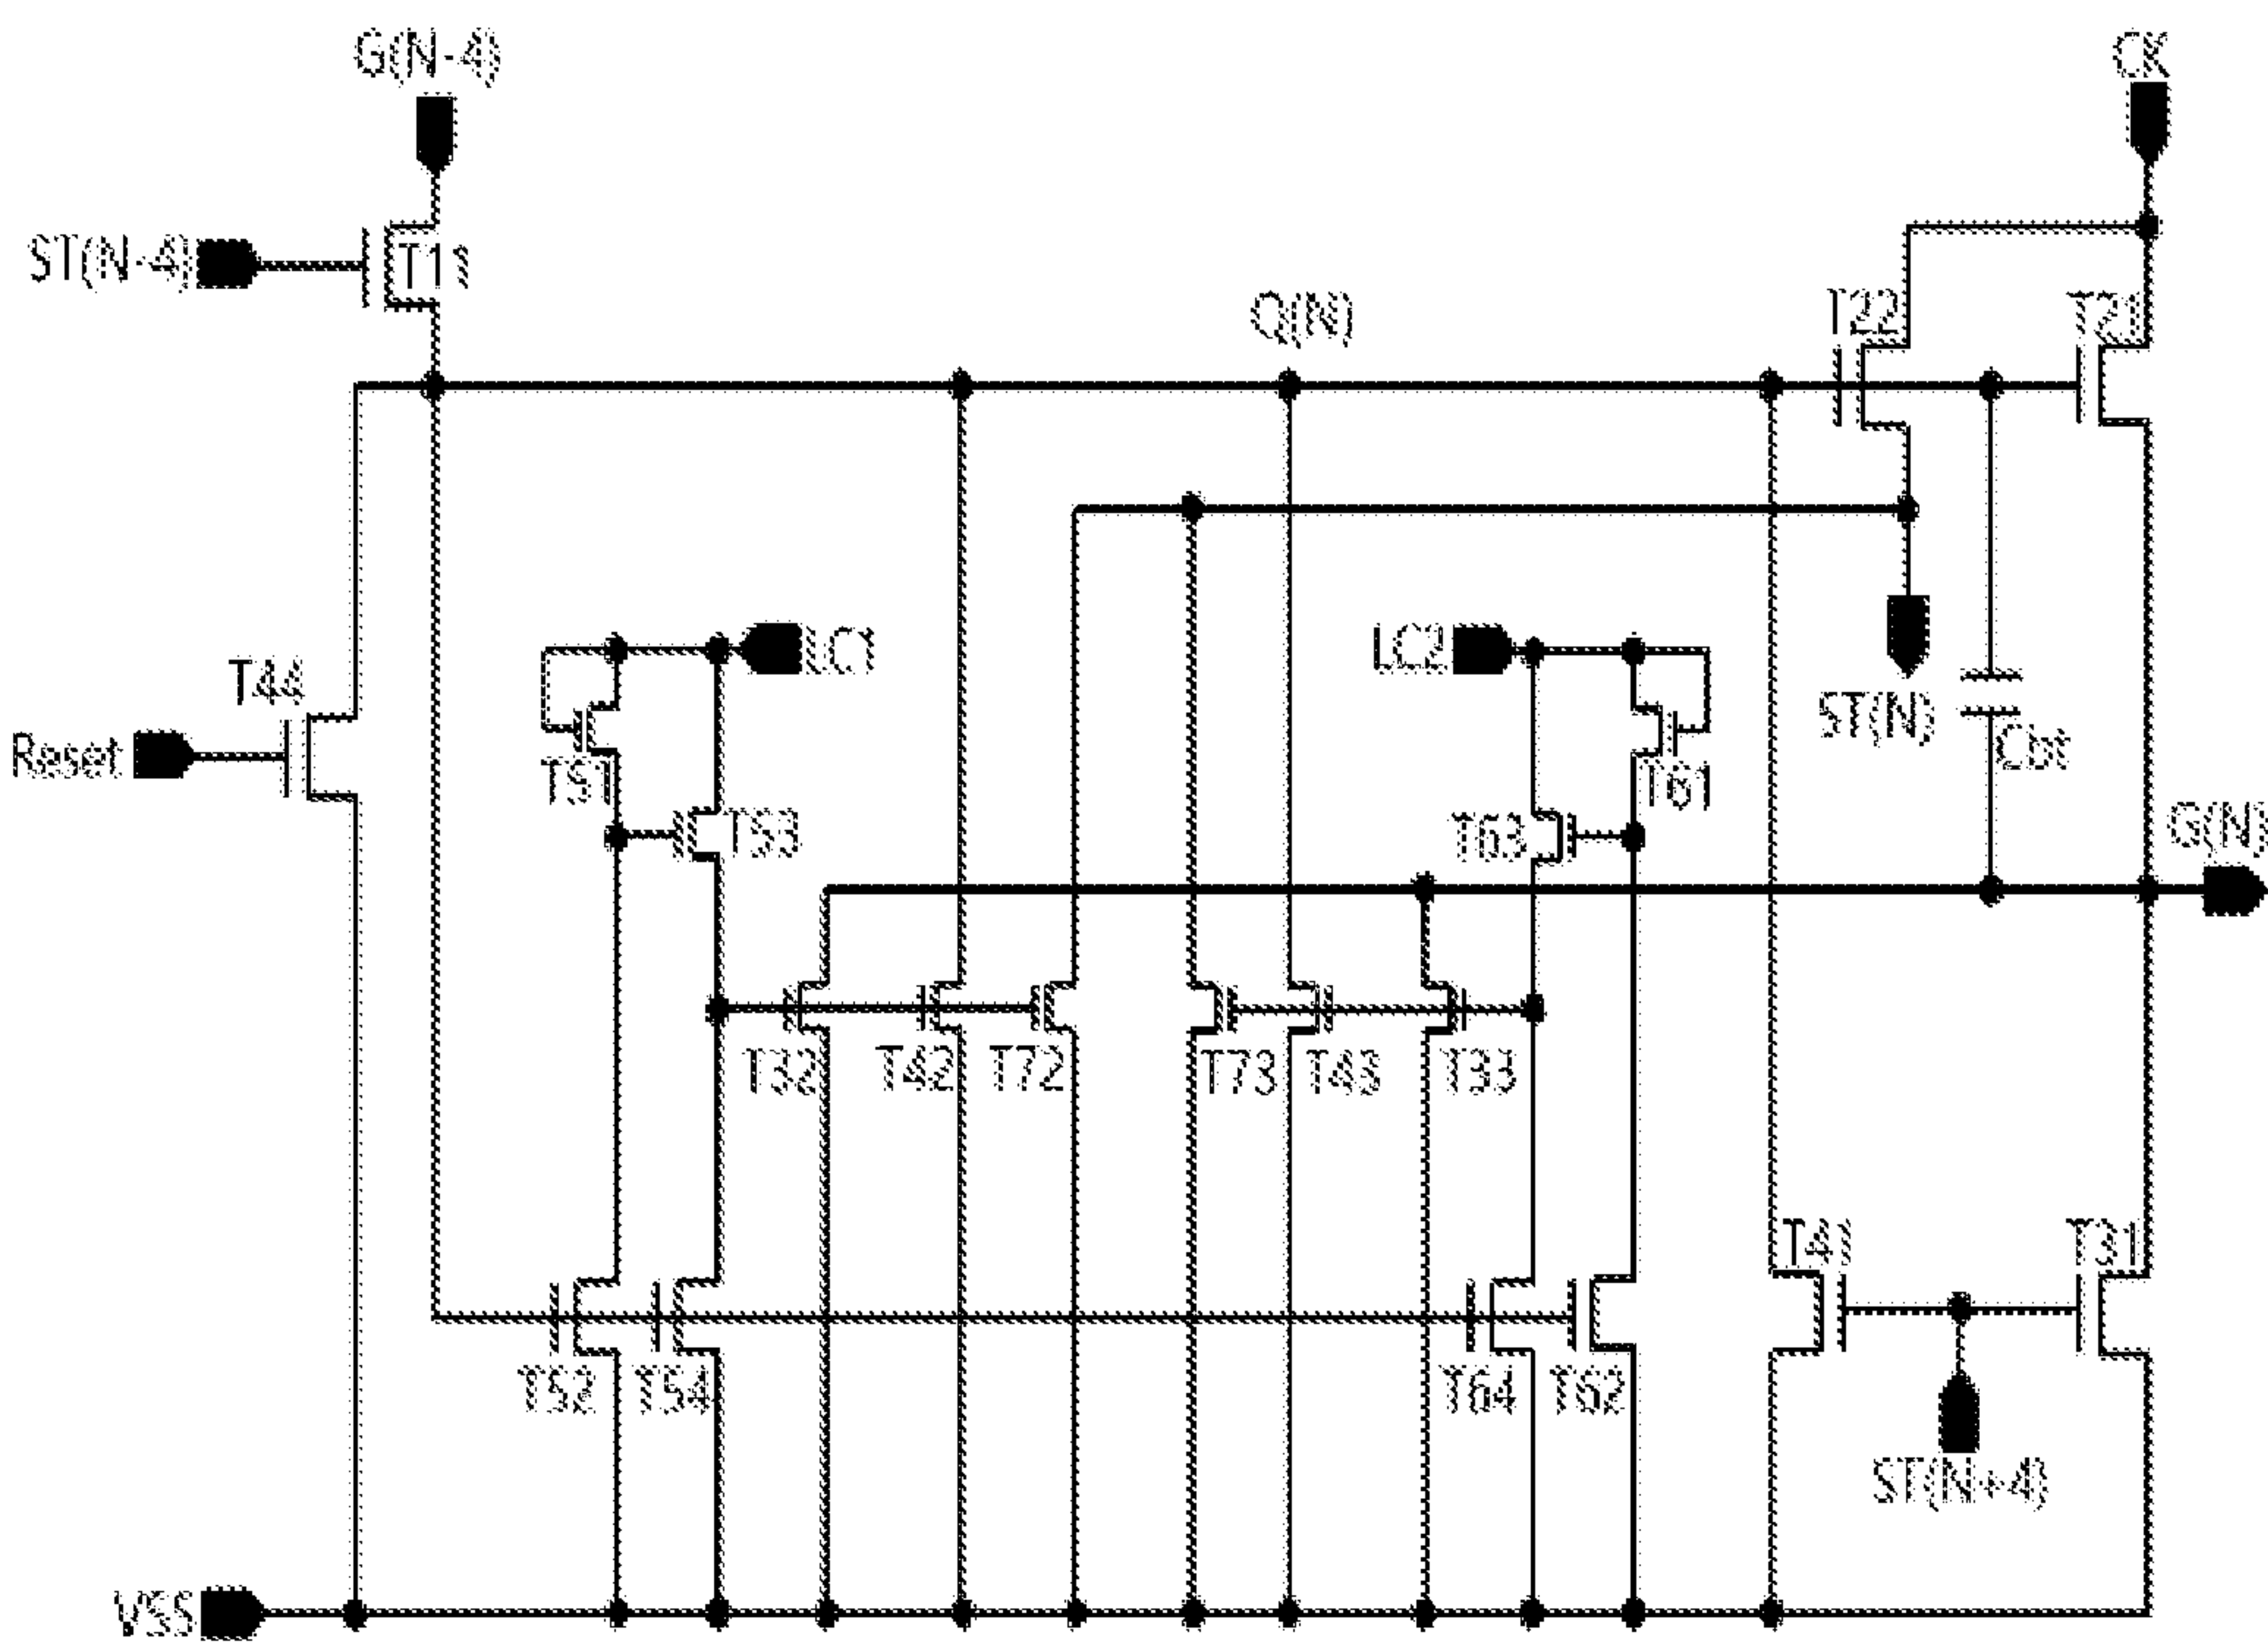 G(N-4)
CK
ST(N-4)
T11
Q(N)
T22
T21
T44
LC1
LC2
ST(N)
Reset
T51
T61
Cbt
T53
T63
G(N)
T32
T42
T72
T73
T43
T33
T41
T31
T52
T54
T64
T62
ST(N+4)
VSS